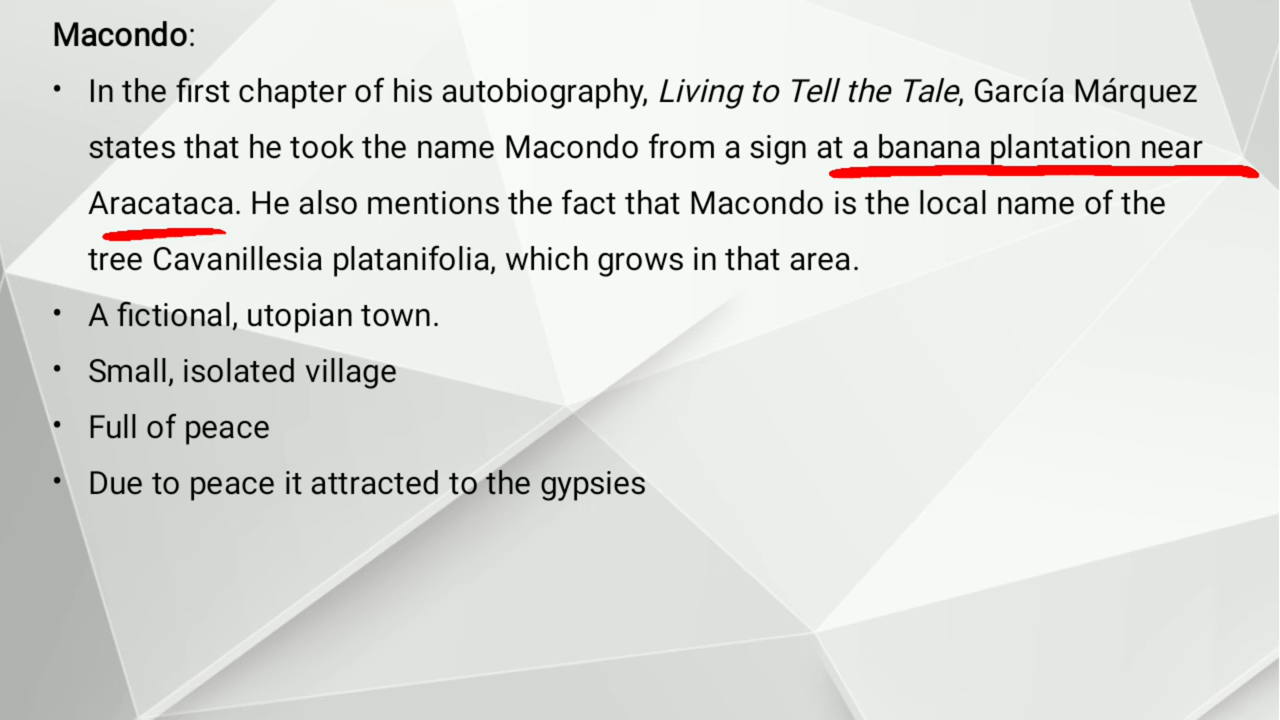 Macondo:
• In the first chapter of his autobiography, Living to Tell the Tale, García Márquez
states that he took the name Macondo from a sign at a banana plantation near
Aracataca. He also mentions the fact that Macondo is the local name of the
tree Cavanillesia platanifolia, which grows in that area.
• A fictional, utopian town.
• Small, isolated village
• Full of peace
• Due to peace it attracted to the gypsies